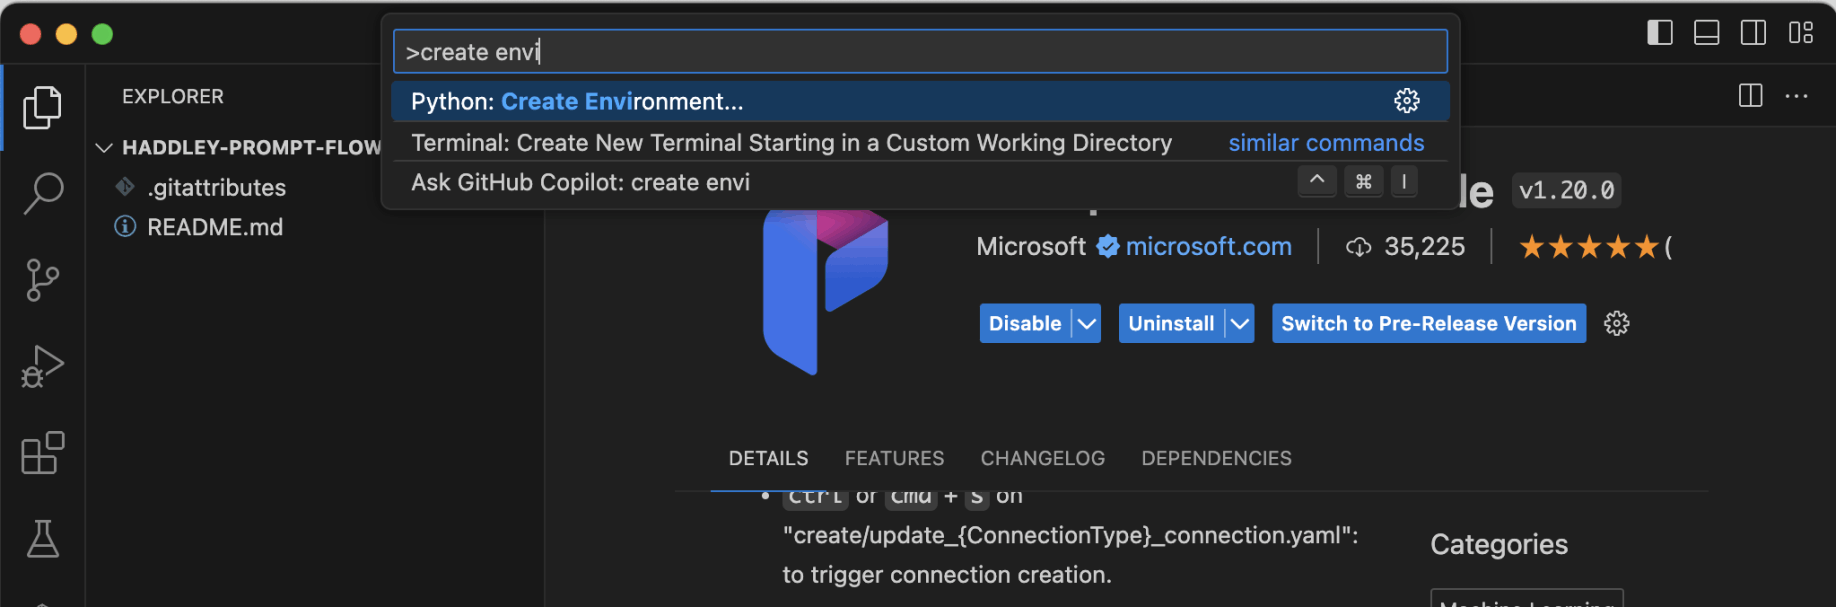 >create envi
Python: Create Environment...
Terminal: Create New Terminal Starting in a Custom Working Directory similar commands
Ask GitHub Copilot: create envi ^ ⌘ I
EXPLORER
HADDLEY-PROMPT-FLOW
.gitattributes
README.md
le v1.20.0
Microsoft microsoft.com 35,225 ★★★★★(
Disable Uninstall Switch to Pre-Release Version
DETAILS FEATURES CHANGELOG DEPENDENCIES
• Ctrl or Cmd + S on
"create/update_{ConnectionType}_connection.yaml":
to trigger connection creation.
Categories
Machine Learning